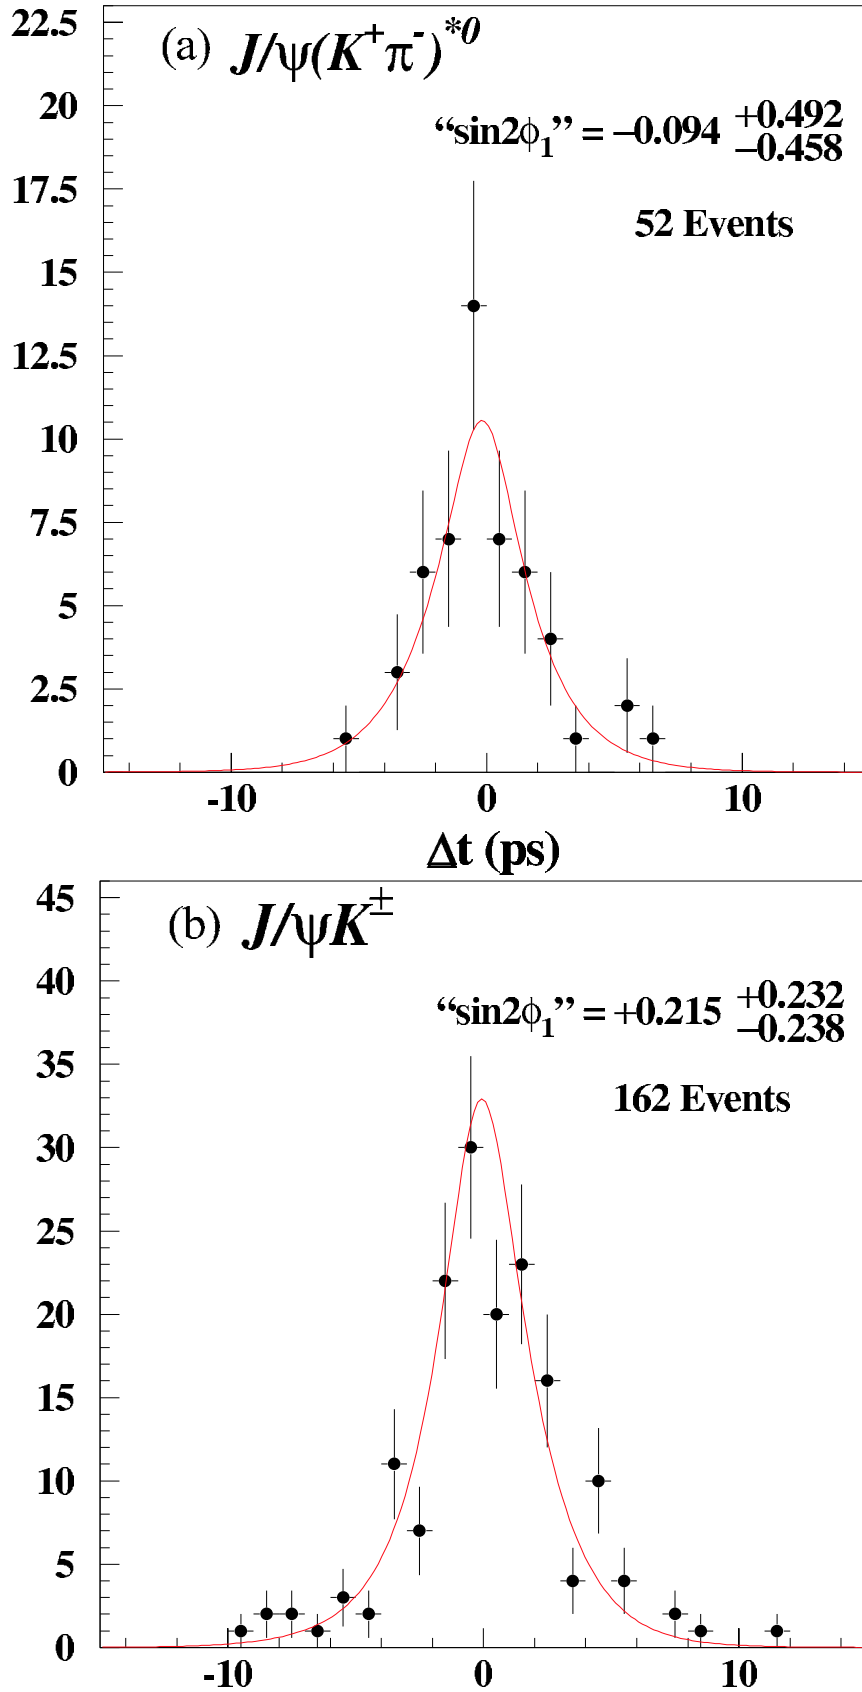 22.5
20
17.5
15
12.5
10
7.5
5
2.5
0
(a) J/ψ(K⁺π⁻)*⁰
“sin2ϕ₁” = −0.094 +0.492 −0.458
52 Events
-10 0 10
Δt (ps)
45
40
35
30
25
20
15
10
5
0
(b) J/ψK±
“sin2ϕ₁” = +0.215 +0.232 −0.238
162 Events
-10 0 10